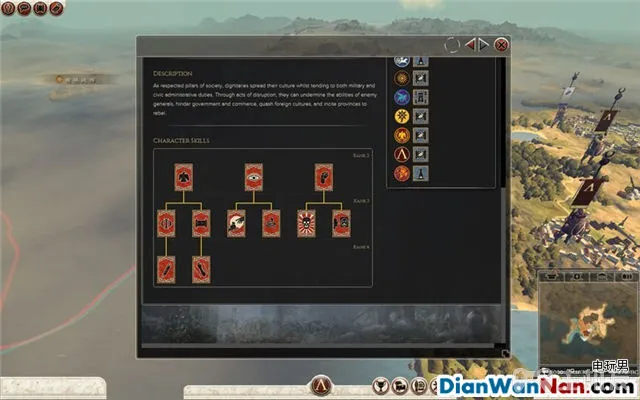 DESCRIPTION
As respected pillars of society, dignitaries spread their culture whilst tending to both military and
civic administrative duties. Through acts of disruption, they can undermine the abilities of enemy
generals, hinder government and commerce, quash foreign cultures, and incite provinces to
rebel.
CHARACTER SKILLS
RANK 2
RANK 3
RANK 4
电玩男
DianWanNan.com